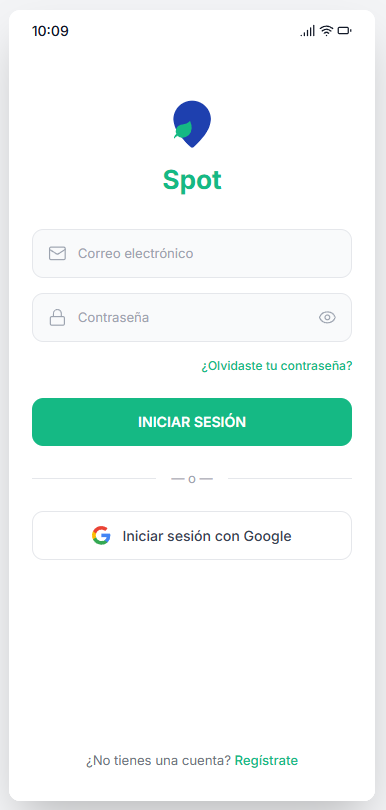 10:09
Spot
Correo electrónico
Contraseña
¿Olvidaste tu contraseña?
INICIAR SESIÓN
— o —
Iniciar sesión con Google
¿No tienes una cuenta? Regístrate